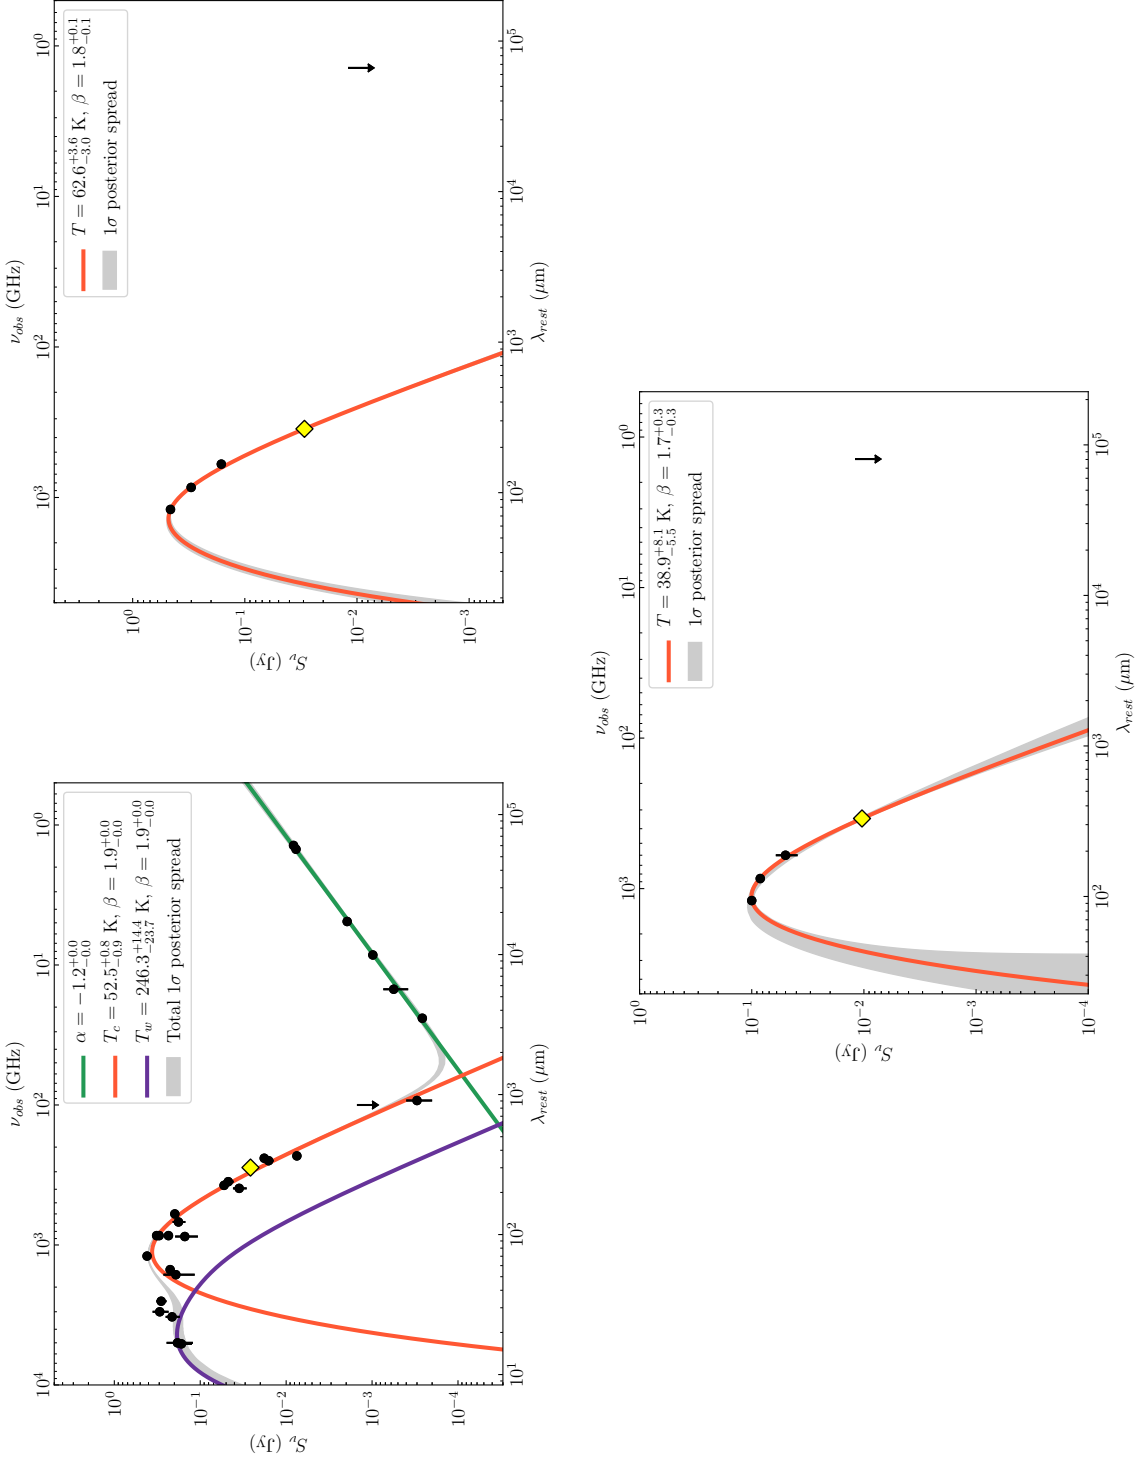 ν_obs (GHz)
10^4 10^3 10^2 10^1 10^0
S_ν (Jy)
10^0
10^-1
10^-2
10^-3
10^-4
α = −1.2^{+0.0}_{-0.0}
T_c = 52.5^{+0.8}_{-0.9} K, β = 1.9^{+0.0}_{-0.0}
T_w = 246.3^{+14.4}_{-23.7} K, β = 1.9^{+0.0}_{-0.0}
Total 1σ posterior spread
10^1 10^2 10^3 10^4 10^5
λ_rest (μm)
ν_obs (GHz)
10^3 10^2 10^1 10^0
S_ν (Jy)
10^0
10^-1
10^-2
10^-3
T = 62.6^{+3.6}_{-3.0} K, β = 1.8^{+0.1}_{-0.1}
1σ posterior spread
10^2 10^3 10^4 10^5
λ_rest (μm)
ν_obs (GHz)
10^3 10^2 10^1 10^0
S_ν (Jy)
10^0
10^-1
10^-2
10^-3
10^-4
T = 38.9^{+8.1}_{-5.5} K, β = 1.7^{+0.3}_{-0.3}
1σ posterior spread
10^2 10^3 10^4 10^5
λ_rest (μm)